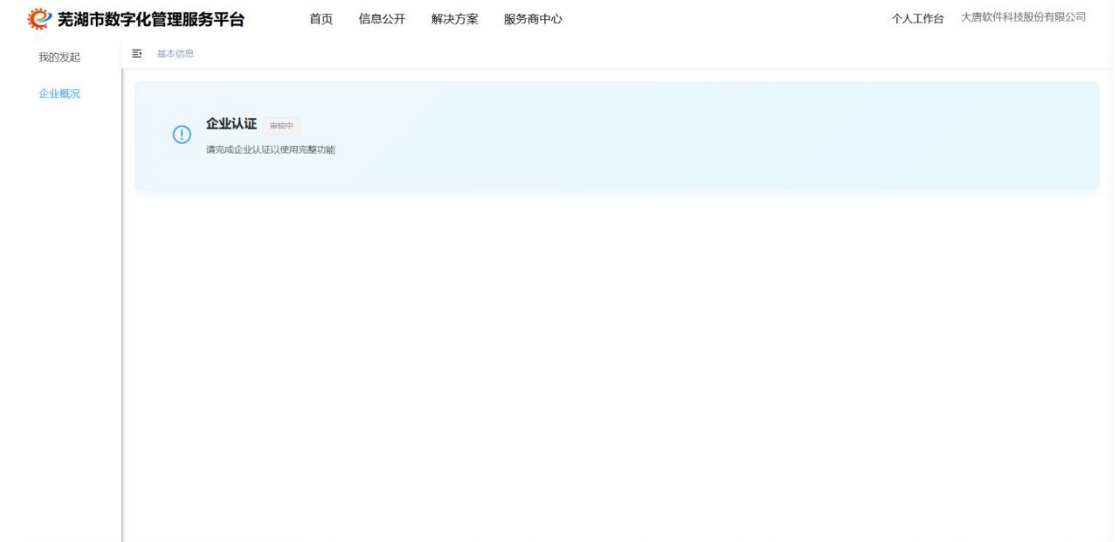 芜湖市数字化管理服务平台 首页 信息公开 解决方案 服务商中心 个人工作台 大唐软件科技股份有限公司
我的发起 基本信息
企业概况
企业认证 审核中
请完成企业认证以使用完整功能